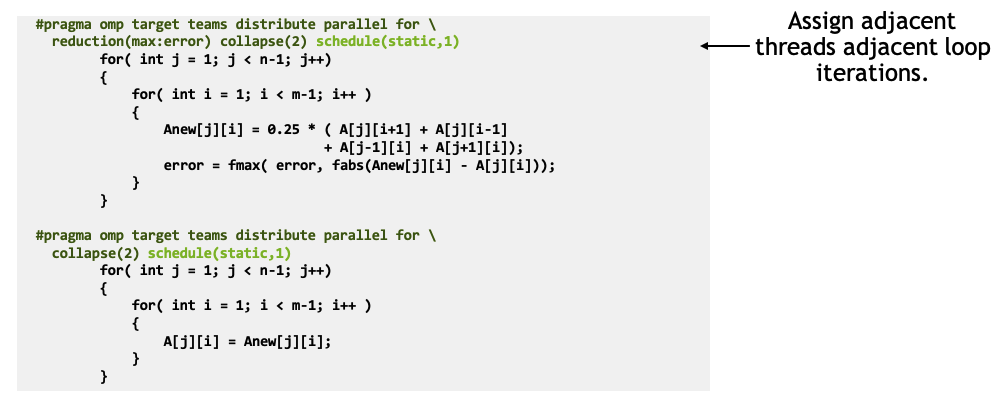 #pragma omp target teams distribute parallel for \
reduction(max:error) collapse(2) schedule(static,1)
for( int j = 1; j < n-1; j++)
{
for( int i = 1; i < m-1; i++ )
{
Anew[j][i] = 0.25 * ( A[j][i+1] + A[j][i-1]
+ A[j-1][i] + A[j+1][i]);
error = fmax( error, fabs(Anew[j][i] - A[j][i]));
}
}
#pragma omp target teams distribute parallel for \
collapse(2) schedule(static,1)
for( int j = 1; j < n-1; j++)
{
for( int i = 1; i < m-1; i++ )
{
A[j][i] = Anew[j][i];
}
}
Assign adjacent
threads adjacent loop
iterations.